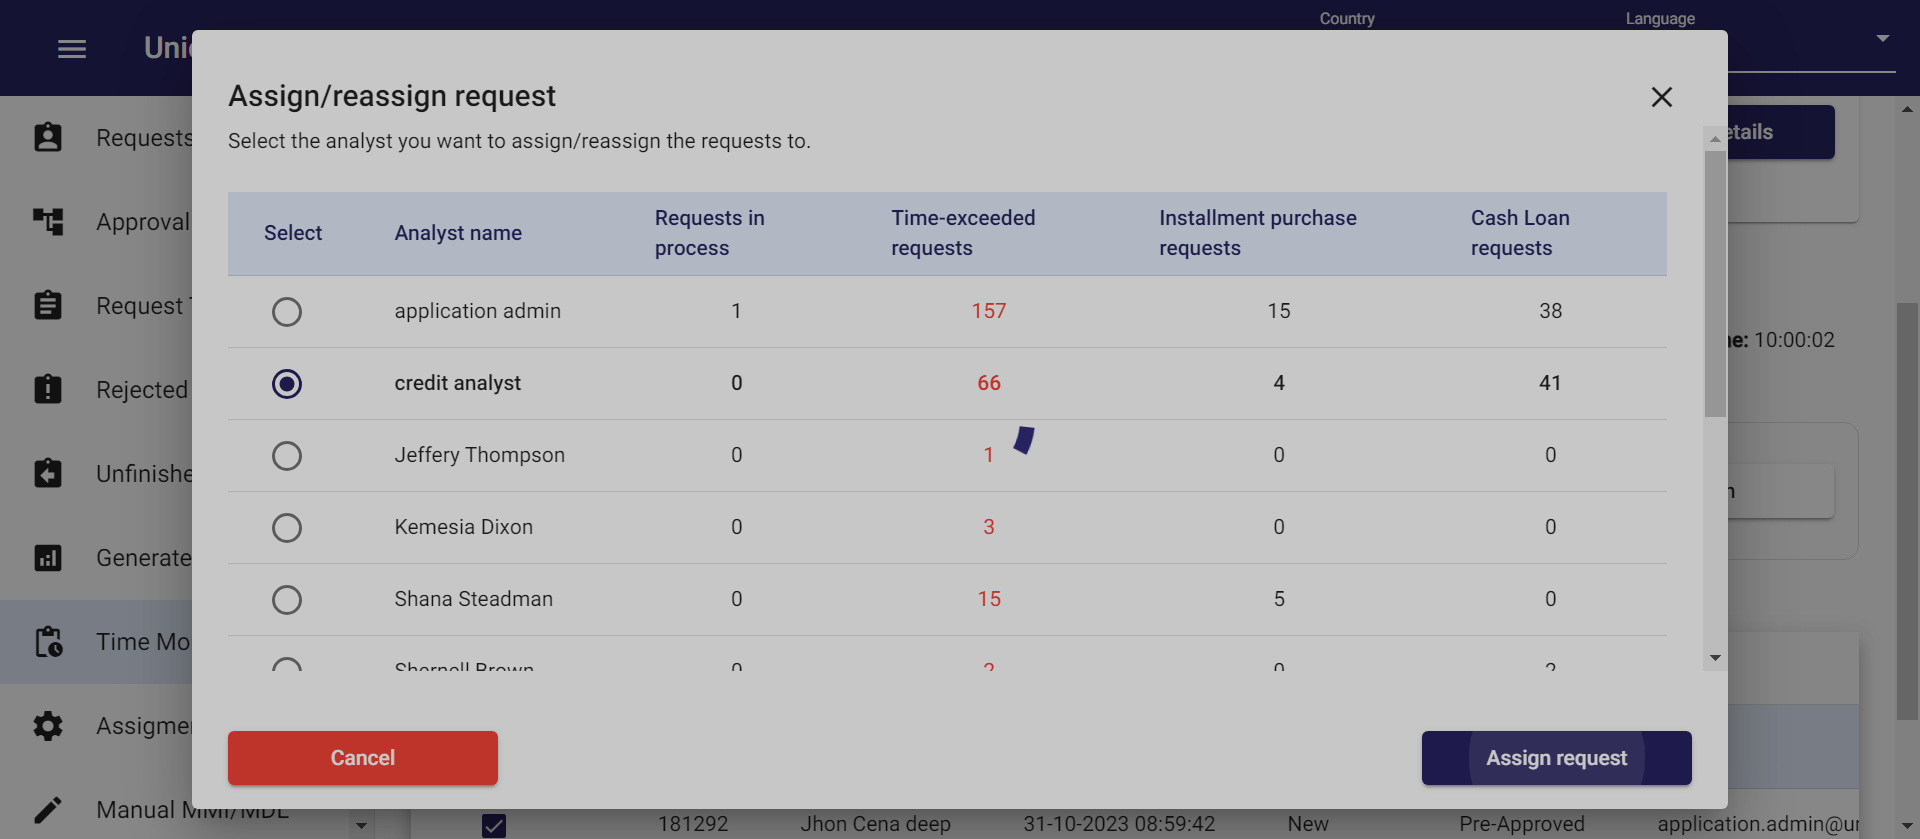 Country
Language
Assign/reassign request
Select the analyst you want to assign/reassign the requests to.
Select
Analyst name
Requests in process
Time-exceeded requests
Installment purchase requests
Cash Loan requests
application admin 1 157 15 38
credit analyst 0 66 4 41
Jeffery Thompson 0 1 0 0
Kemesia Dixon 0 3 0 0
Shana Steadman 0 15 5 0
Shernell Brown 0 2 0 2
Cancel
Assign request
Requests
Approval
Request
Rejected
Unfinishe
Generate
Time Mo
Assigme
Manual MMI/MDL
etails
ne: 10:00:02
181292 Jhon Cena deep 31-10-2023 08:59:42 New Pre-Approved application.admin@un